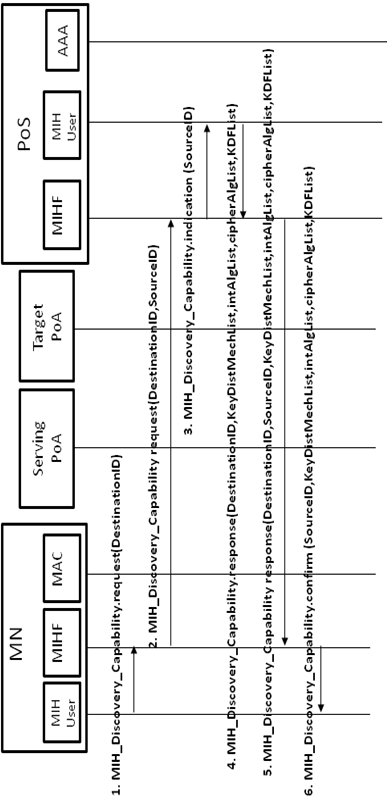 MN
PoS
MIH
User
MIHF
MAC
Serving
PoA
Target
PoA
MIHF
MIH
User
AAA
1. MIH_Discovery_Capability.request(DestinationID)
2. MIH_Discovery_Capability request(DestinationID,SourceID)
3. MIH_Discovery_Capability.indication (SourceID)
4. MIH_Discovery_Capability.response(DestinationID,KeyDistMechList,intAlgList,cipherAlgList,KDFList)
5. MIH_Discovery_Capability response(DestinationID,SourceID,KeyDistMechList,intAlgList,cipherAlgList,KDFList)
6. MIH_Discovery_Capability.confirm (SourceID,KeyDistMechList,intAlgList,cipherAlgList,KDFList)